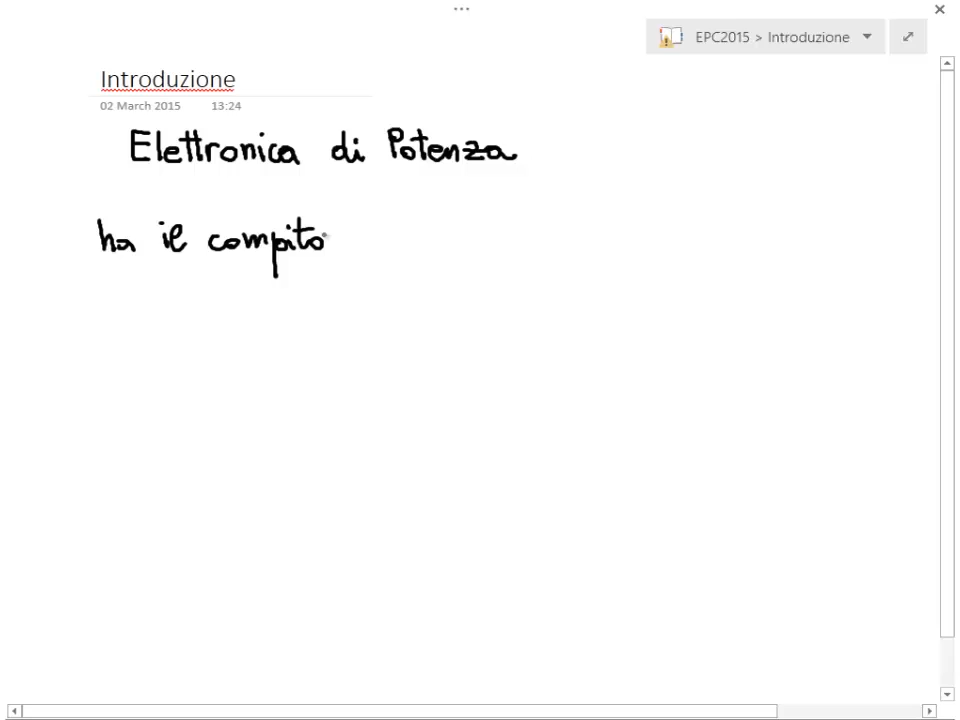 EPC2015 > Introduzione
Introduzione
02 March 2015 13:24
Elettronica di Potenza
ha il compito